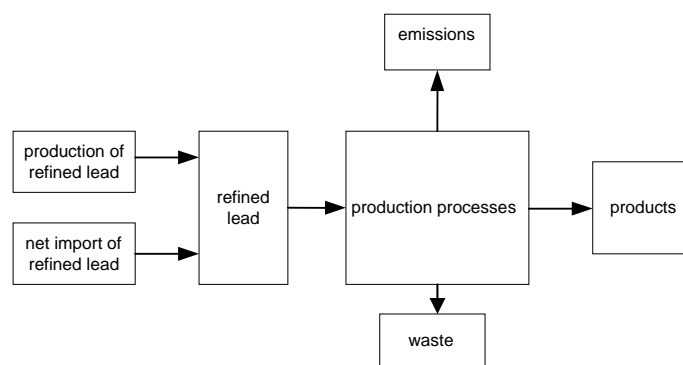 emissions
production of
refined lead
refined
lead
production processes
products
net import of
refined lead
waste